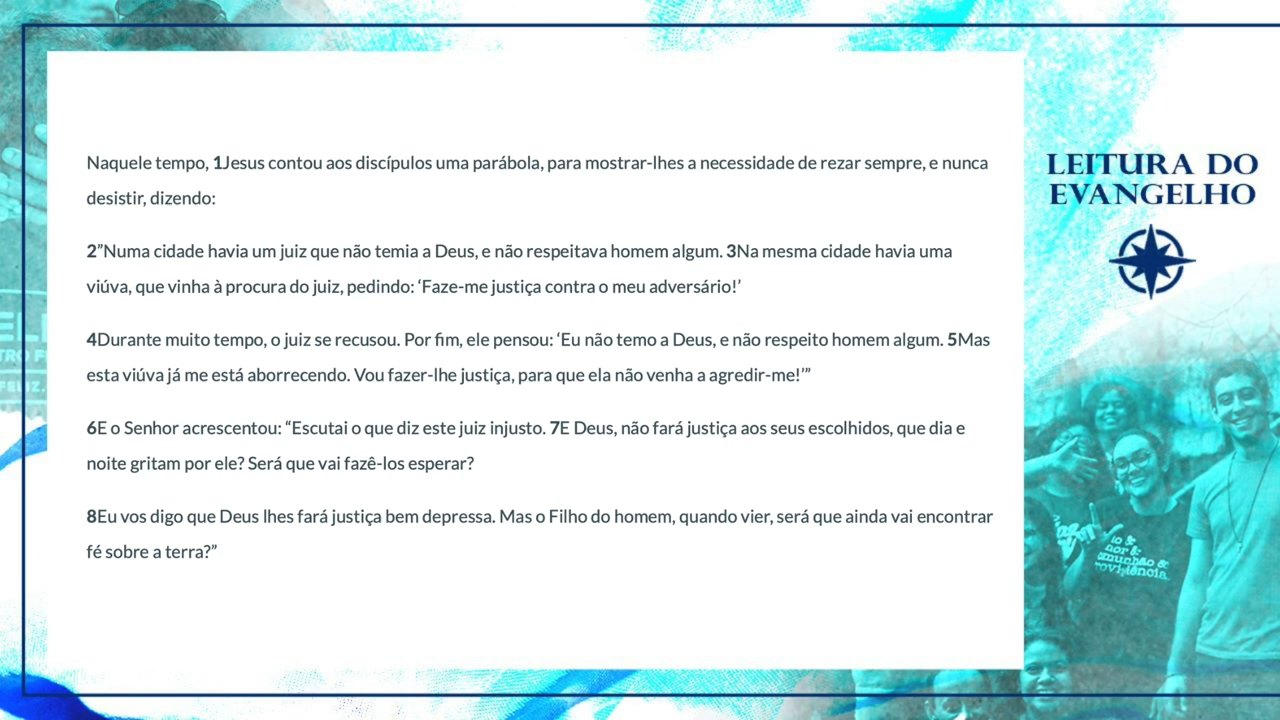 Naquele tempo, 1Jesus contou aos discípulos uma parábola, para mostrar-lhes a necessidade de rezar sempre, e nunca
desistir, dizendo:
2”Numa cidade havia um juiz que não temia a Deus, e não respeitava homem algum. 3Na mesma cidade havia uma
viúva, que vinha à procura do juiz, pedindo: ‘Faze-me justiça contra o meu adversário!’
4Durante muito tempo, o juiz se recusou. Por fim, ele pensou: ‘Eu não temo a Deus, e não respeito homem algum. 5Mas
esta viúva já me está aborrecendo. Vou fazer-lhe justiça, para que ela não venha a agredir-me!’”
6E o Senhor acrescentou: “Escutai o que diz este juiz injusto. 7E Deus, não fará justiça aos seus escolhidos, que dia e
noite gritam por ele? Será que vai fazê-los esperar?
8Eu vos digo que Deus lhes fará justiça bem depressa. Mas o Filho do homem, quando vier, será que ainda vai encontrar
fé sobre a terra?”
LEITURA DO
EVANGELHO